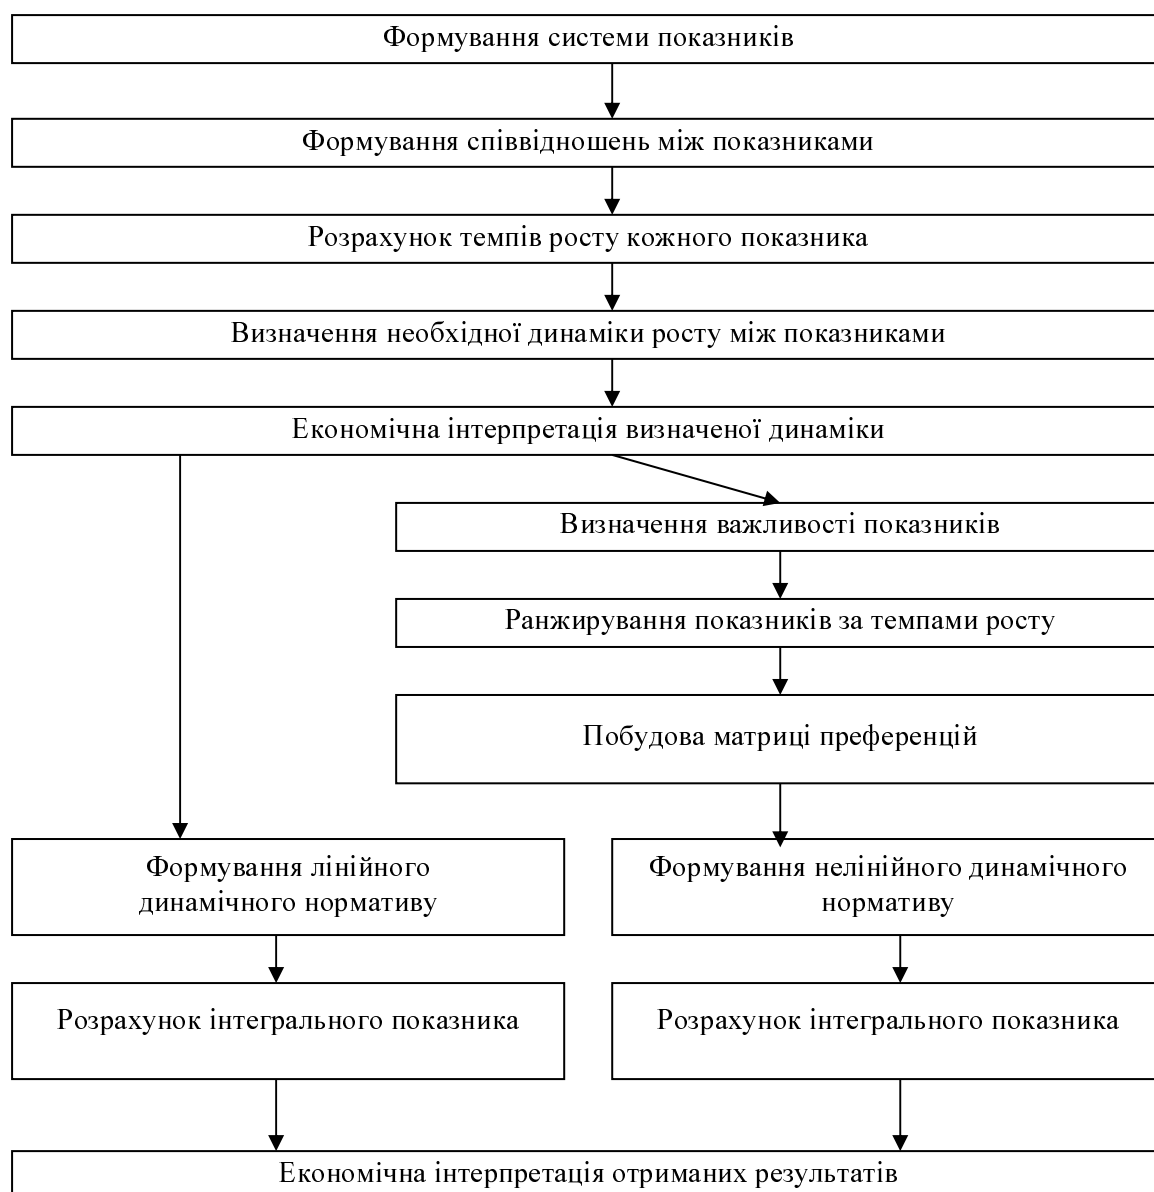 Формування системи показників
Формування співвідношень між показниками
Розрахунок темпів росту кожного показника
Визначення необхідної динаміки росту між показниками
Економічна інтерпретація визначеної динаміки
Визначення важливості показників
Ранжирування показників за темпами росту
Побудова матриці преференцій
Формування лінійного
динамічного нормативу
Формування нелінійного динамічного
нормативу
Розрахунок інтегрального показника
Розрахунок інтегрального показника
Економічна інтерпретація отриманих результатів